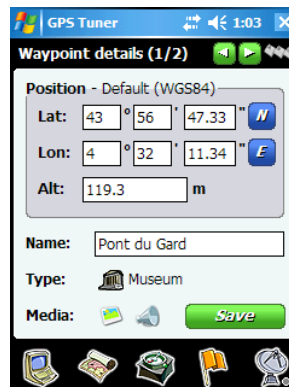 GPS Tuner 1:03
Waypoint details (1/2)
Position - Default (WGS84)
Lat: 43 ° 56 ' 47.33 " N
Lon: 4 ° 32 ' 11.34 " E
Alt: 119.3 m
Name: Pont du Gard
Type: Museum
Media: Save